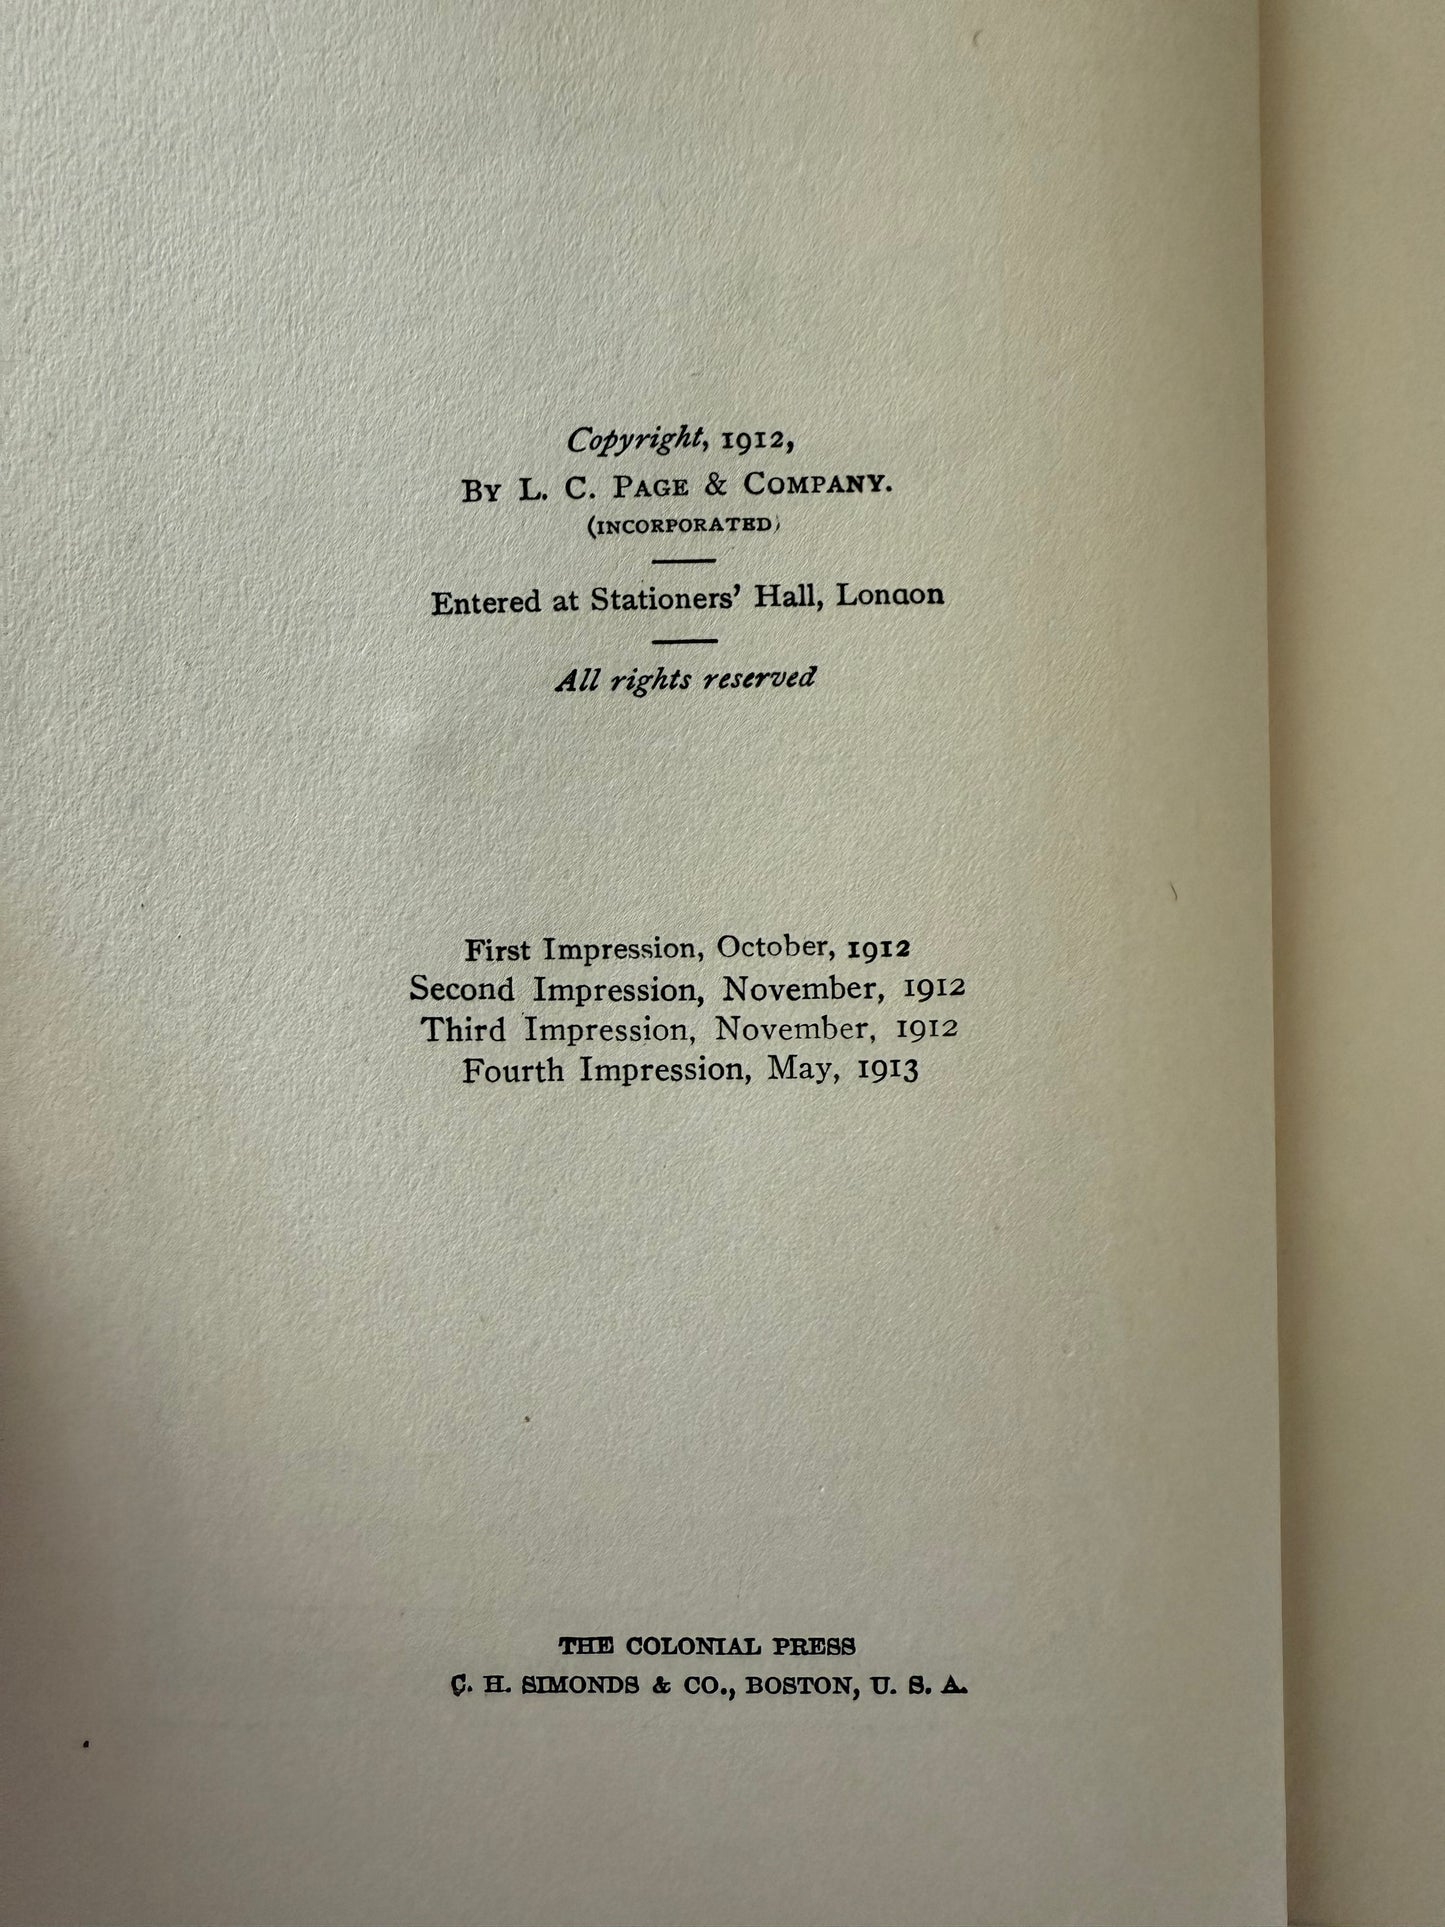 Copyright, 1912,
By L. C. Page & Company.
(INCORPORATED)
Entered at Stationers' Hall, London
All rights reserved
First Impression, October, 1912
Second Impression, November, 1912
Third Impression, November, 1912
Fourth Impression, May, 1913
THE COLONIAL PRESS
C. H. SIMONDS & CO., BOSTON, U. S. A.